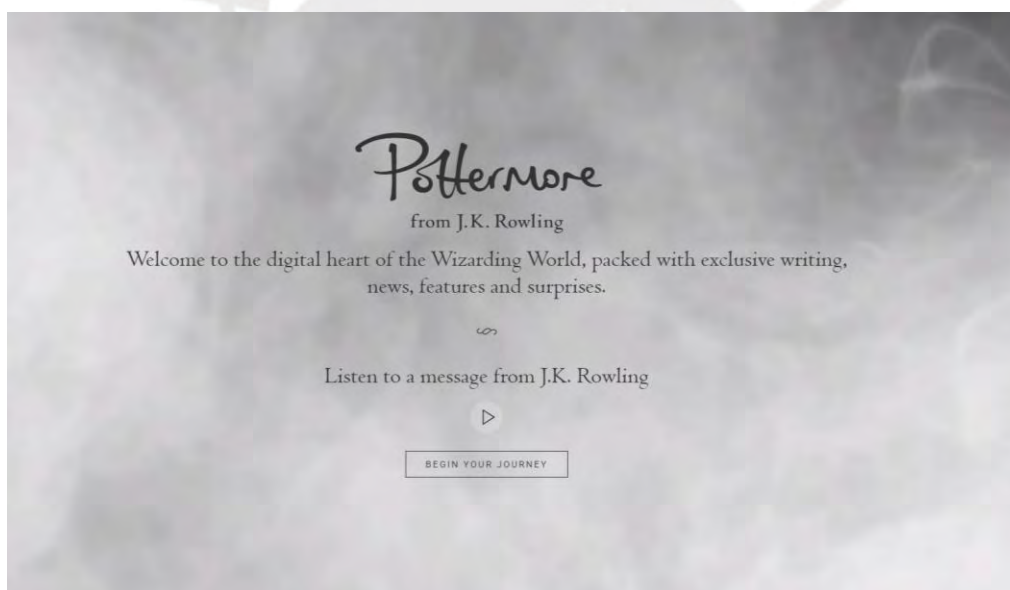 Pottermore
from J.K. Rowling
Welcome to the digital heart of the Wizarding World, packed with exclusive writing,
news, features and surprises.
Listen to a message from J.K. Rowling
BEGIN YOUR JOURNEY